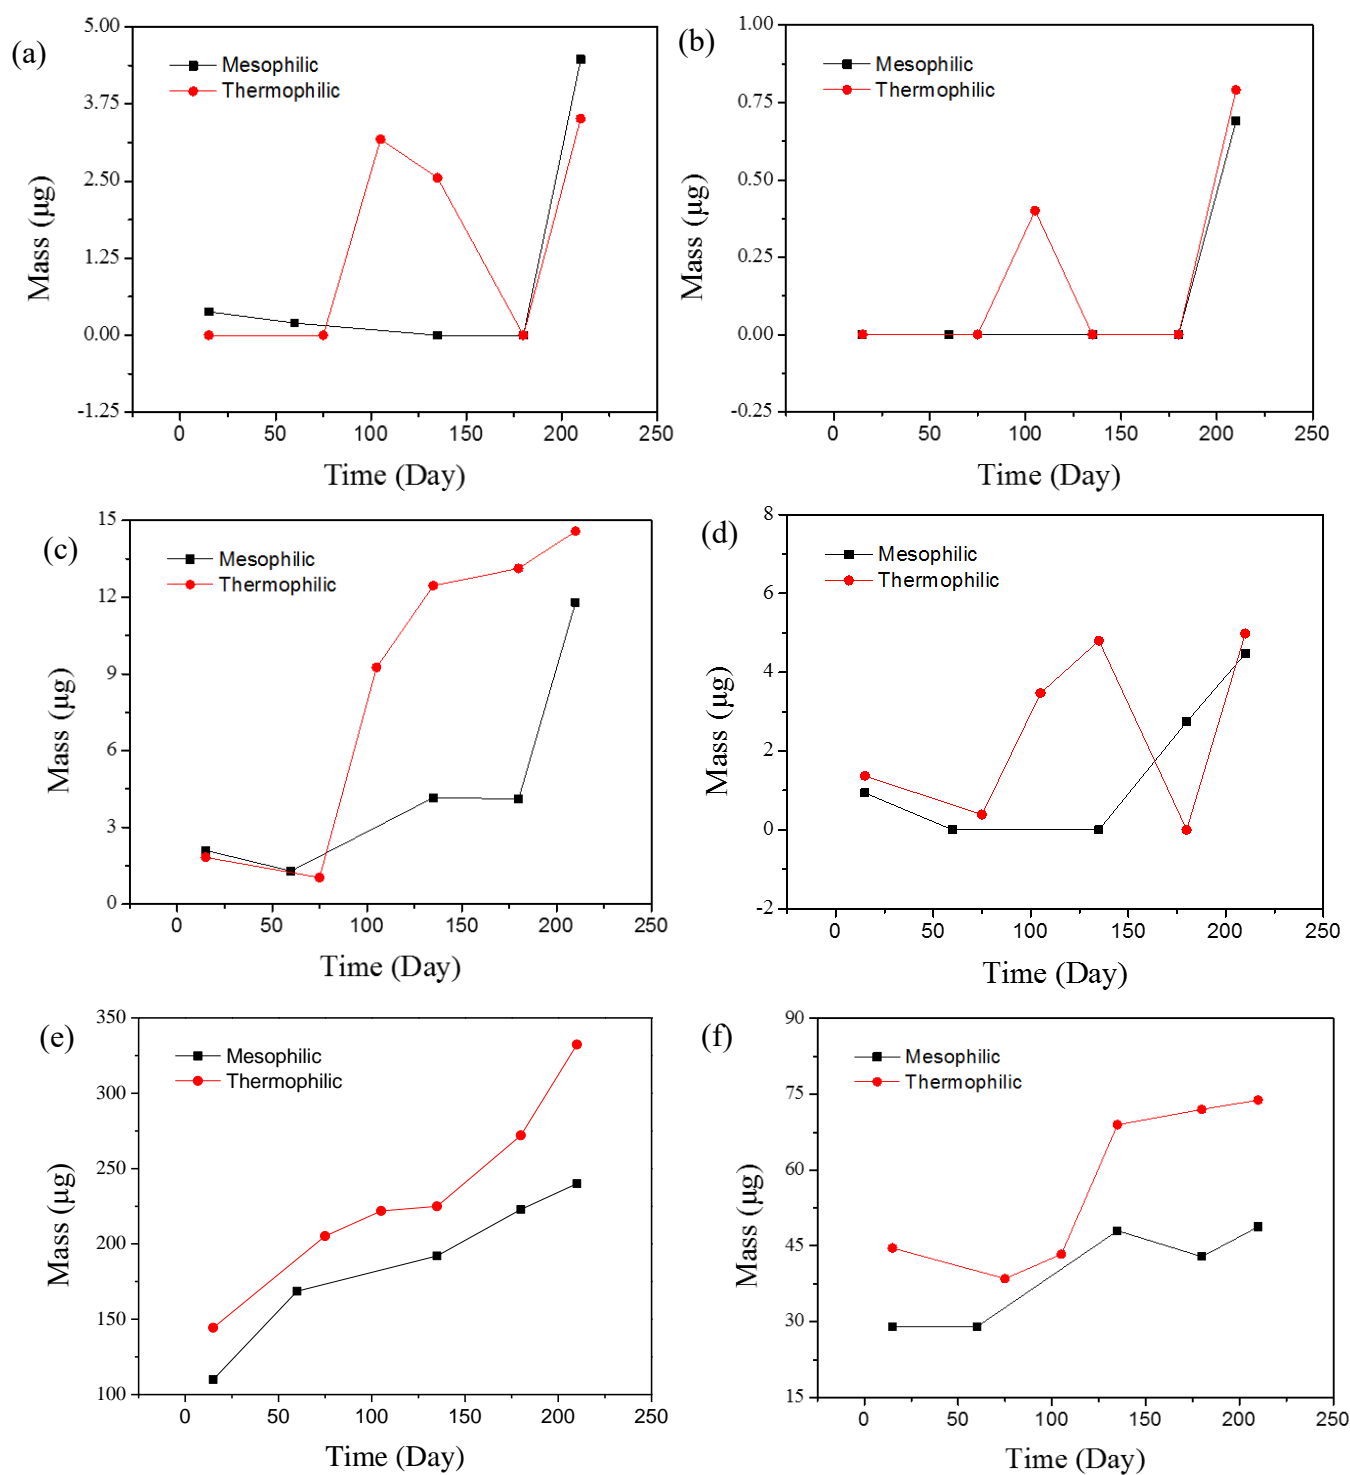 (a)
Mesophilic
Thermophilic
5.00
3.75
2.50
1.25
0.00
-1.25
Mass (µg)
0 50 100 150 200 250
Time (Day)
(b)
Mesophilic
Thermophilic
1.00
0.75
0.50
0.25
0.00
-0.25
Mass (µg)
0 50 100 150 200 250
Time (Day)
(c)
Mesophilic
Thermophilic
15
12
9
6
3
0
Mass (µg)
0 50 100 150 200 250
Time (Day)
(d)
Mesophilic
Thermophilic
8
6
4
2
0
-2
Mass (µg)
0 50 100 150 200 250
Time (Day)
(e)
Mesophilic
Thermophilic
350
300
250
200
150
100
Mass (µg)
0 50 100 150 200 250
Time (Day)
(f)
Mesophilic
Thermophilic
90
75
60
45
30
15
Mass (µg)
0 50 100 150 200 250
Time (Day)